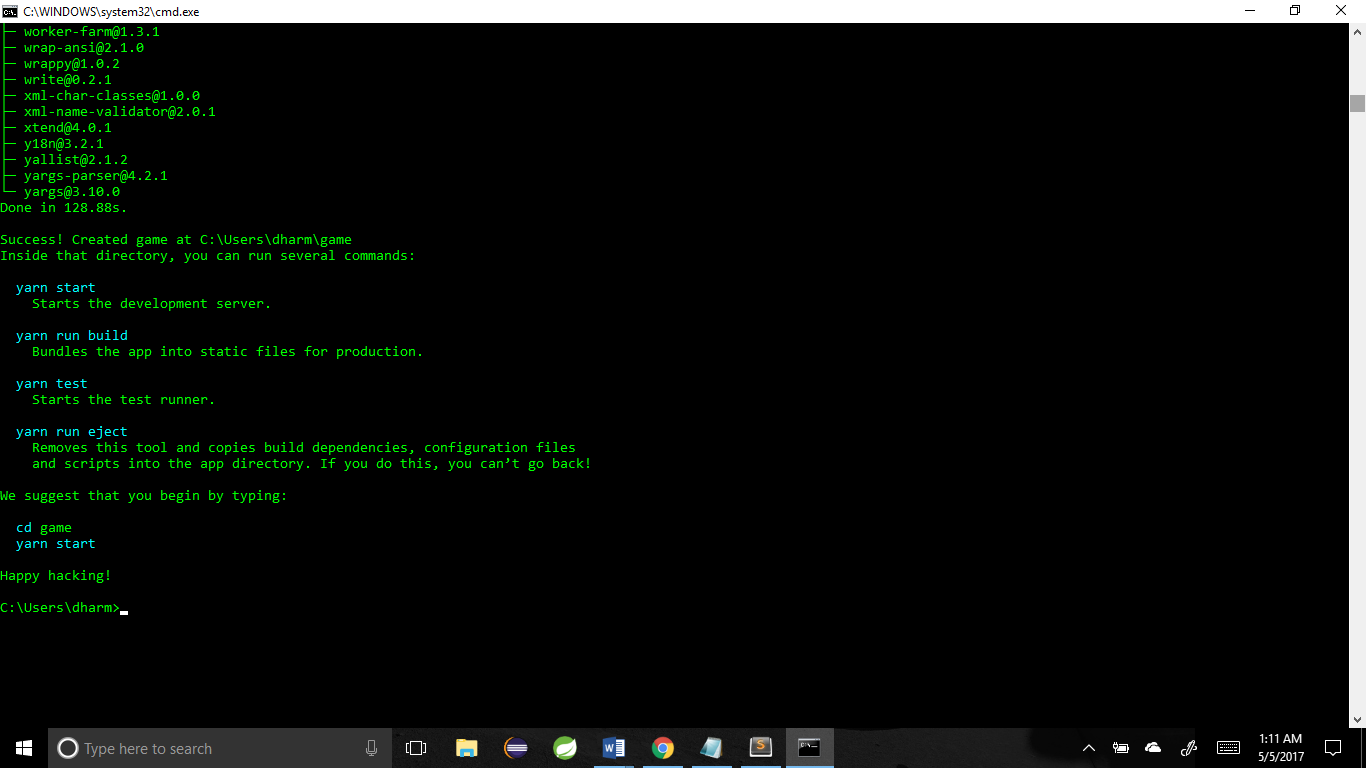 C:\WINDOWS\system32\cmd.exe
├─ worker-farm@1.3.1
├─ wrap-ansi@2.1.0
├─ wrappy@1.0.2
├─ write@0.2.1
├─ xml-char-classes@1.0.0
├─ xml-name-validator@2.0.1
├─ xtend@4.0.1
├─ y18n@3.2.1
├─ yallist@2.1.2
├─ yargs-parser@4.2.1
└─ yargs@3.10.0
Done in 128.88s.
Success! Created game at C:\Users\dharm\game
Inside that directory, you can run several commands:
yarn start
Starts the development server.
yarn run build
Bundles the app into static files for production.
yarn test
Starts the test runner.
yarn run eject
Removes this tool and copies build dependencies, configuration files
and scripts into the app directory. If you do this, you can’t go back!
We suggest that you begin by typing:
cd game
yarn start
Happy hacking!
C:\Users\dharm>
Type here to search
1:11 AM
5/5/2017